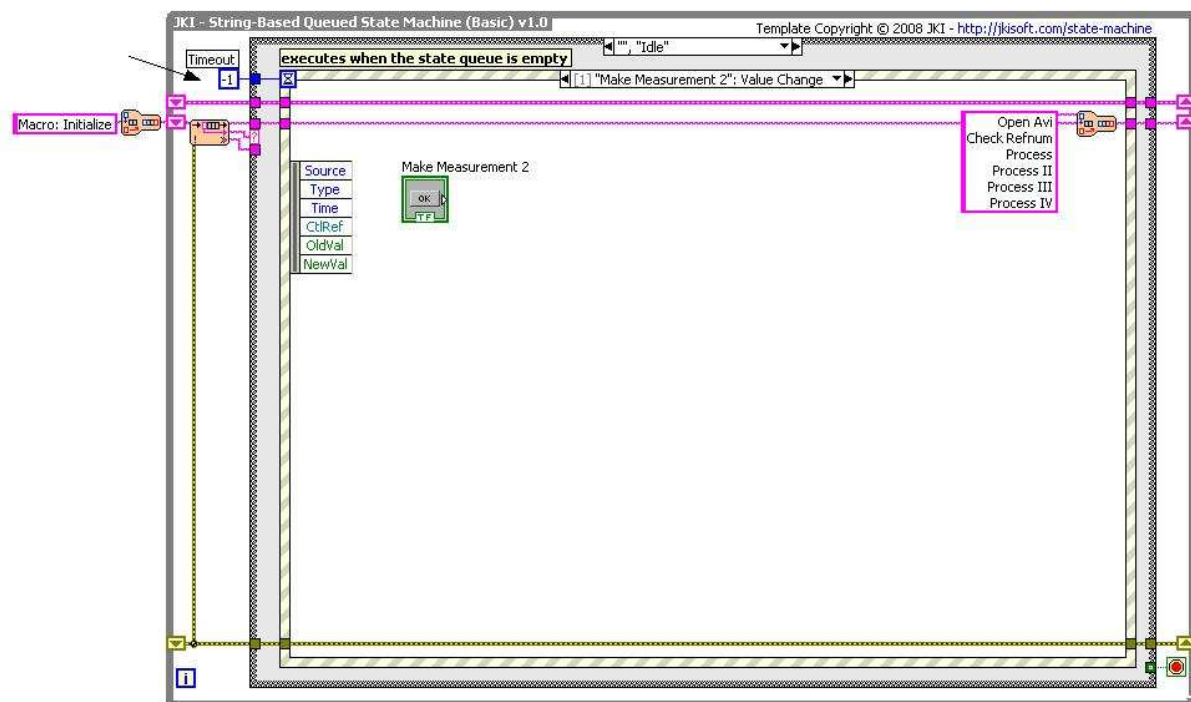 JKI - String-Based Queued State Machine (Basic) v1.0
Template Copyright © 2008 JKI - http://jkisoft.com/state-machine
"", "Idle"
Timeout
executes when the state queue is empty
-1
[1] "Make Measurement 2": Value Change
Macro: Initialize
Open Avi
Check Refnum
Process
Process II
Process III
Process IV
Source
Type
Time
CtlRef
OldVal
NewVal
Make Measurement 2
OK
TF
i